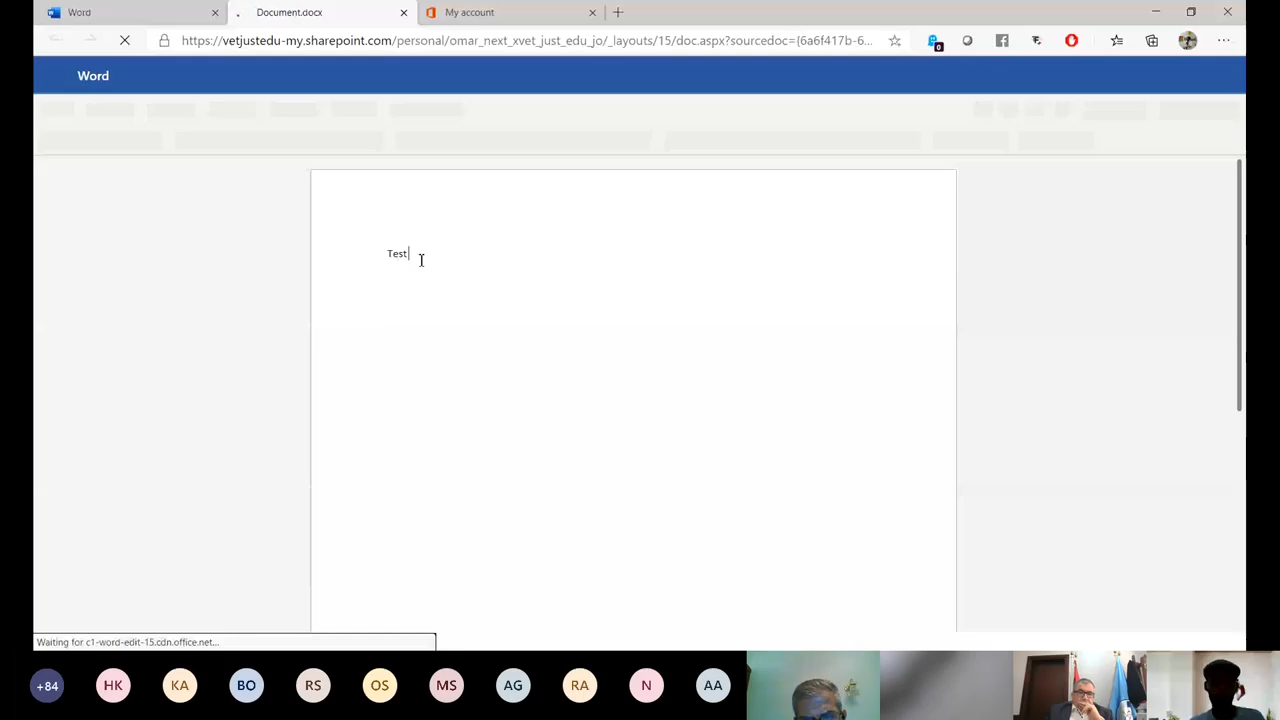 Word
Document.docx
My account
https://vetjustedu-my.sharepoint.com/personal/omar_next_xvet_just_edu_jo/_layouts/15/doc.aspx?sourcedoc={6a6f417b-6...
0
Word
Test
Waiting for c1-word-edit-15.cdn.office.net...
+84
HK
KA
BO
RS
OS
MS
AG
RA
N
AA